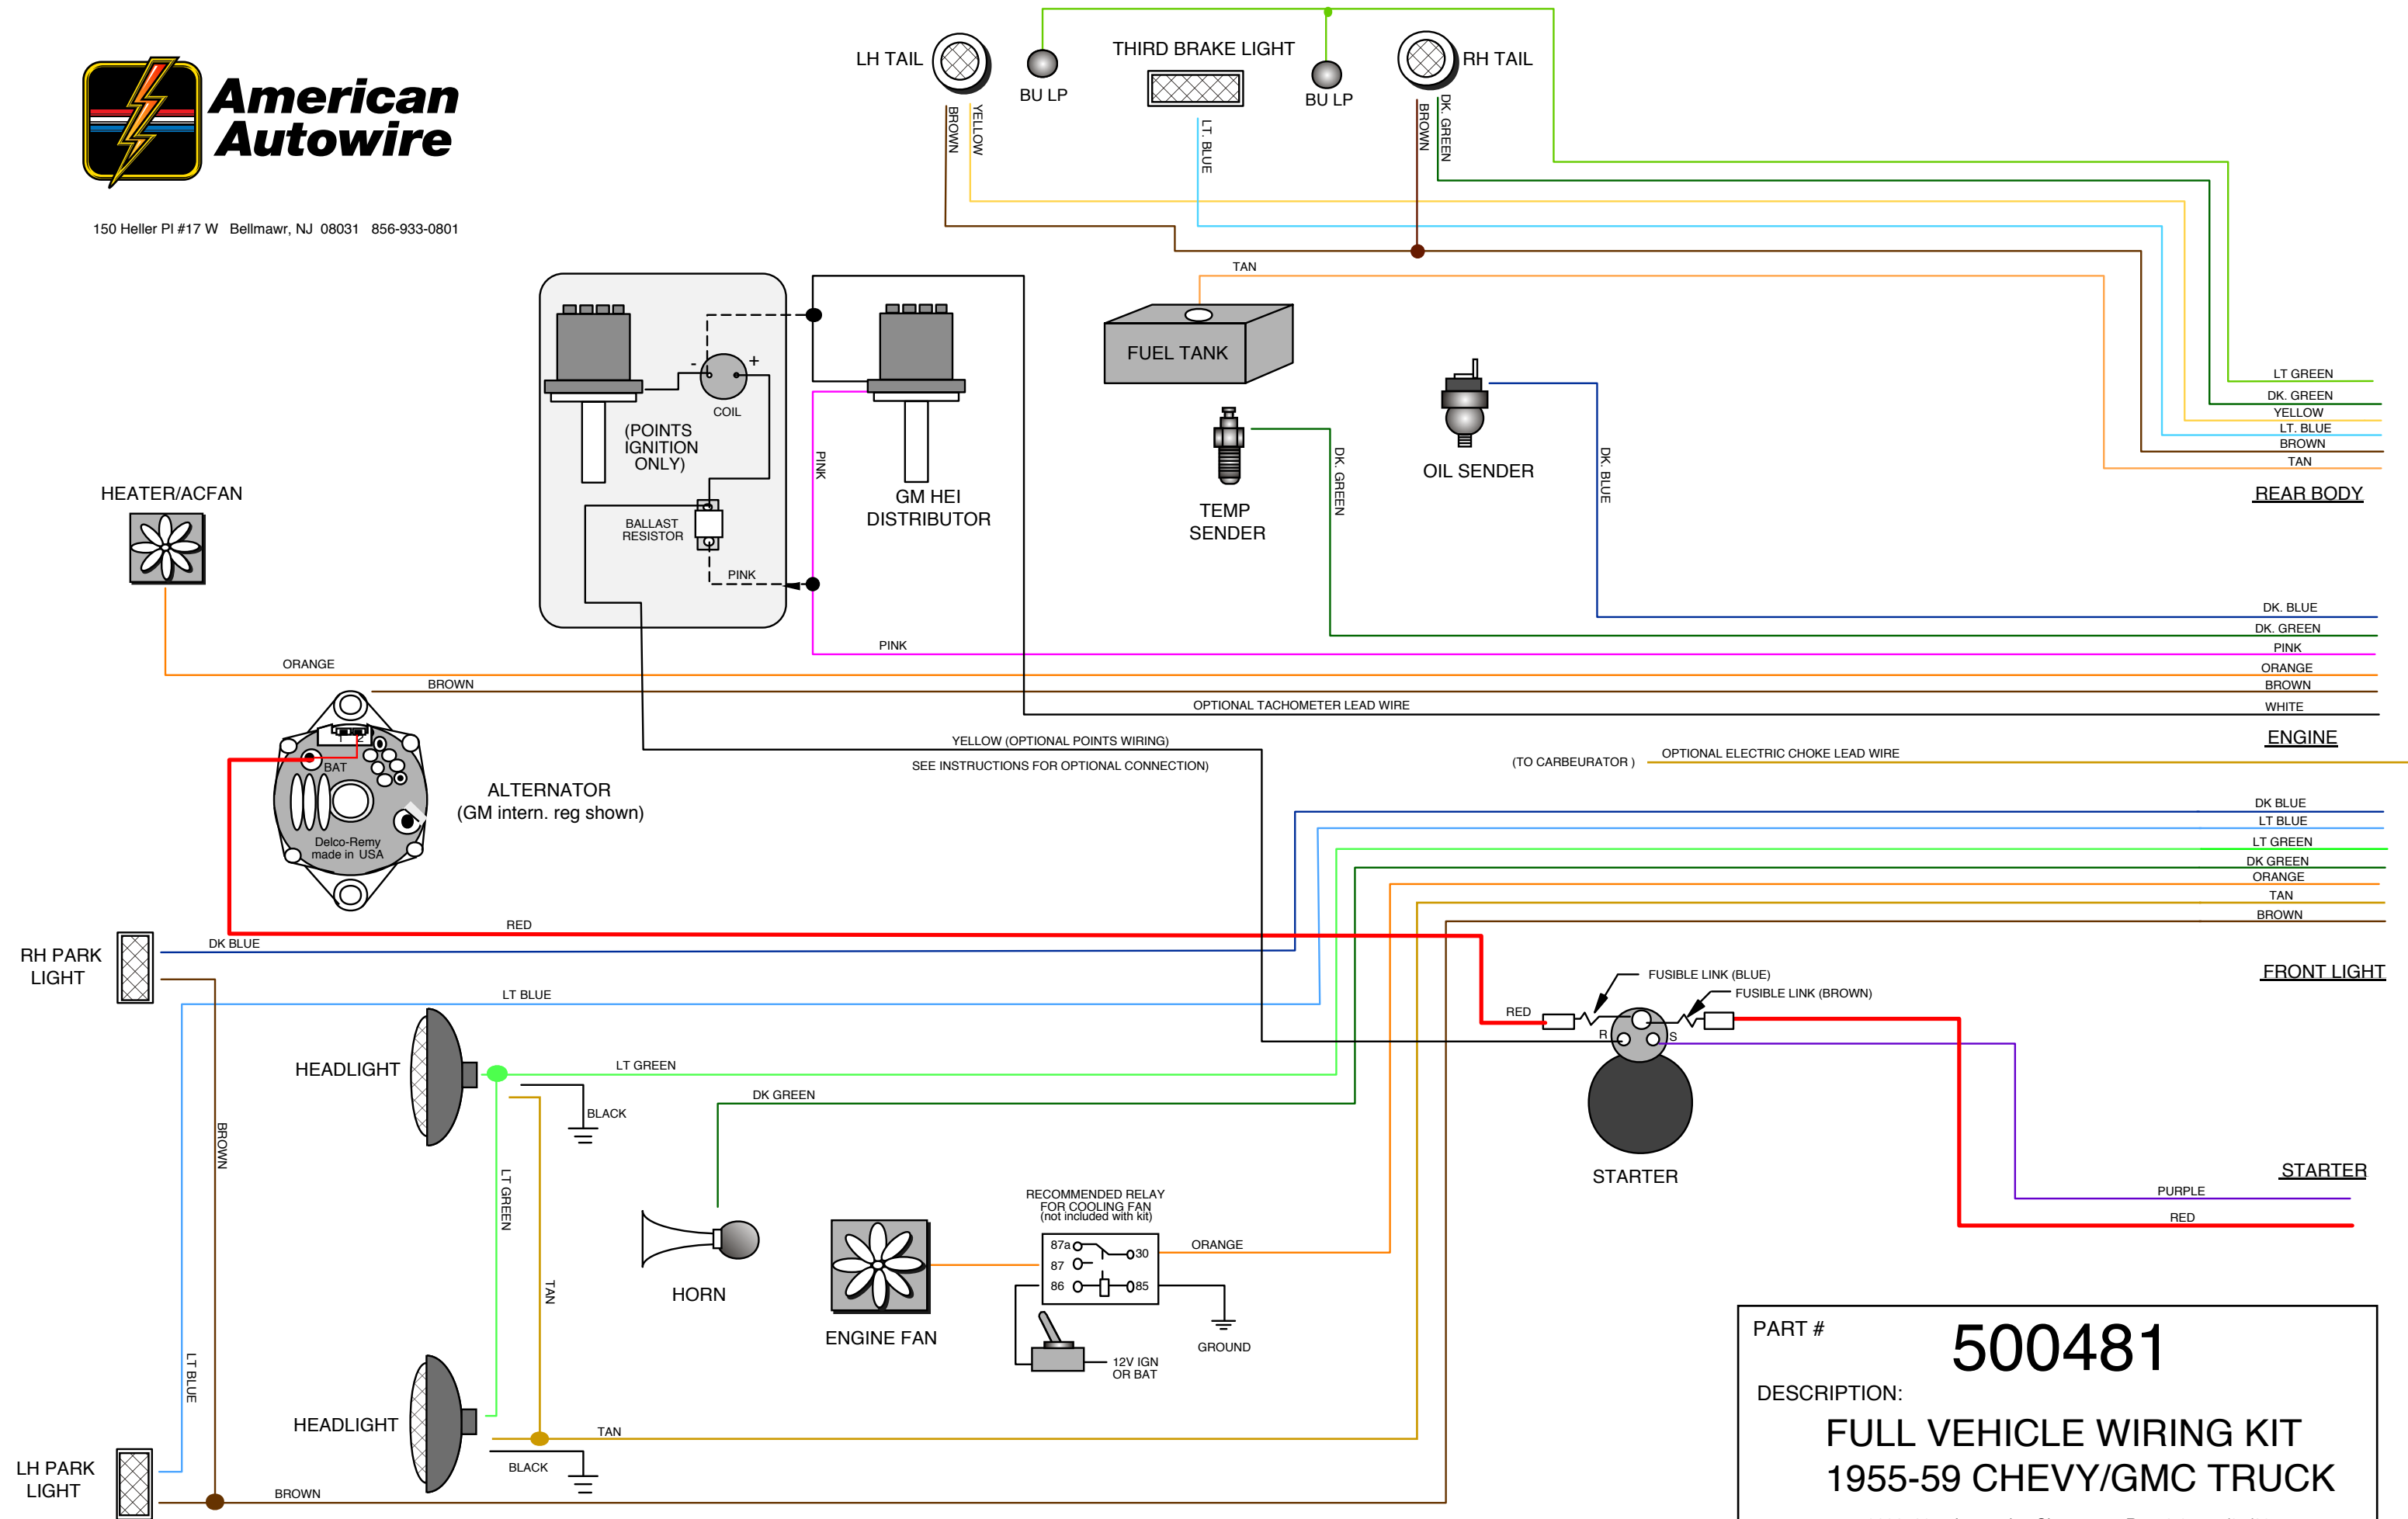 American
Autowire
150 Heller Pl #17 W Bellmawr, NJ 08031 856-933-0801
LH TAIL
BU LP
THIRD BRAKE LIGHT
BU LP
RH TAIL
BROWN
YELLOW
LT. BLUE
BROWN
DK. GREEN
TAN
FUEL TANK
TEMP
SENDER
DK. GREEN
OIL SENDER
DK. BLUE
LT GREEN
DK. GREEN
YELLOW
LT. BLUE
BROWN
TAN
REAR BODY
-
+
COIL
(POINTS
IGNITION
ONLY)
BALLAST
RESISTOR
PINK
PINK
GM HEI
DISTRIBUTOR
HEATER/ACFAN
ORANGE
BROWN
PINK
OPTIONAL TACHOMETER LEAD WIRE
DK. BLUE
DK. GREEN
PINK
ORANGE
BROWN
WHITE
ENGINE
YELLOW (OPTIONAL POINTS WIRING)
SEE INSTRUCTIONS FOR OPTIONAL CONNECTION)
(TO CARBEURATOR )
OPTIONAL ELECTRIC CHOKE LEAD WIRE
1 2
BAT
Delco-Remy
made in USA
ALTERNATOR
(GM intern. reg shown)
DK BLUE
LT BLUE
LT GREEN
DK GREEN
ORANGE
TAN
BROWN
FRONT LIGHT
RED
RH PARK
LIGHT
DK BLUE
LT BLUE
BROWN
HEADLIGHT
LT GREEN
BLACK
LT GREEN
TAN
DK GREEN
HORN
FUSIBLE LINK (BLUE)
FUSIBLE LINK (BROWN)
RED
R
S
STARTER
STARTER
PURPLE
RED
RECOMMENDED RELAY
FOR COOLING FAN
(not included with kit)
87a
30
87
86
85
ORANGE
ENGINE FAN
GROUND
12V IGN
OR BAT
LT BLUE
HEADLIGHT
TAN
BLACK
LH PARK
LIGHT
BROWN
PART #
500481
DESCRIPTION:
FULL VEHICLE WIRING KIT
1955-59 CHEVY/GMC TRUCK